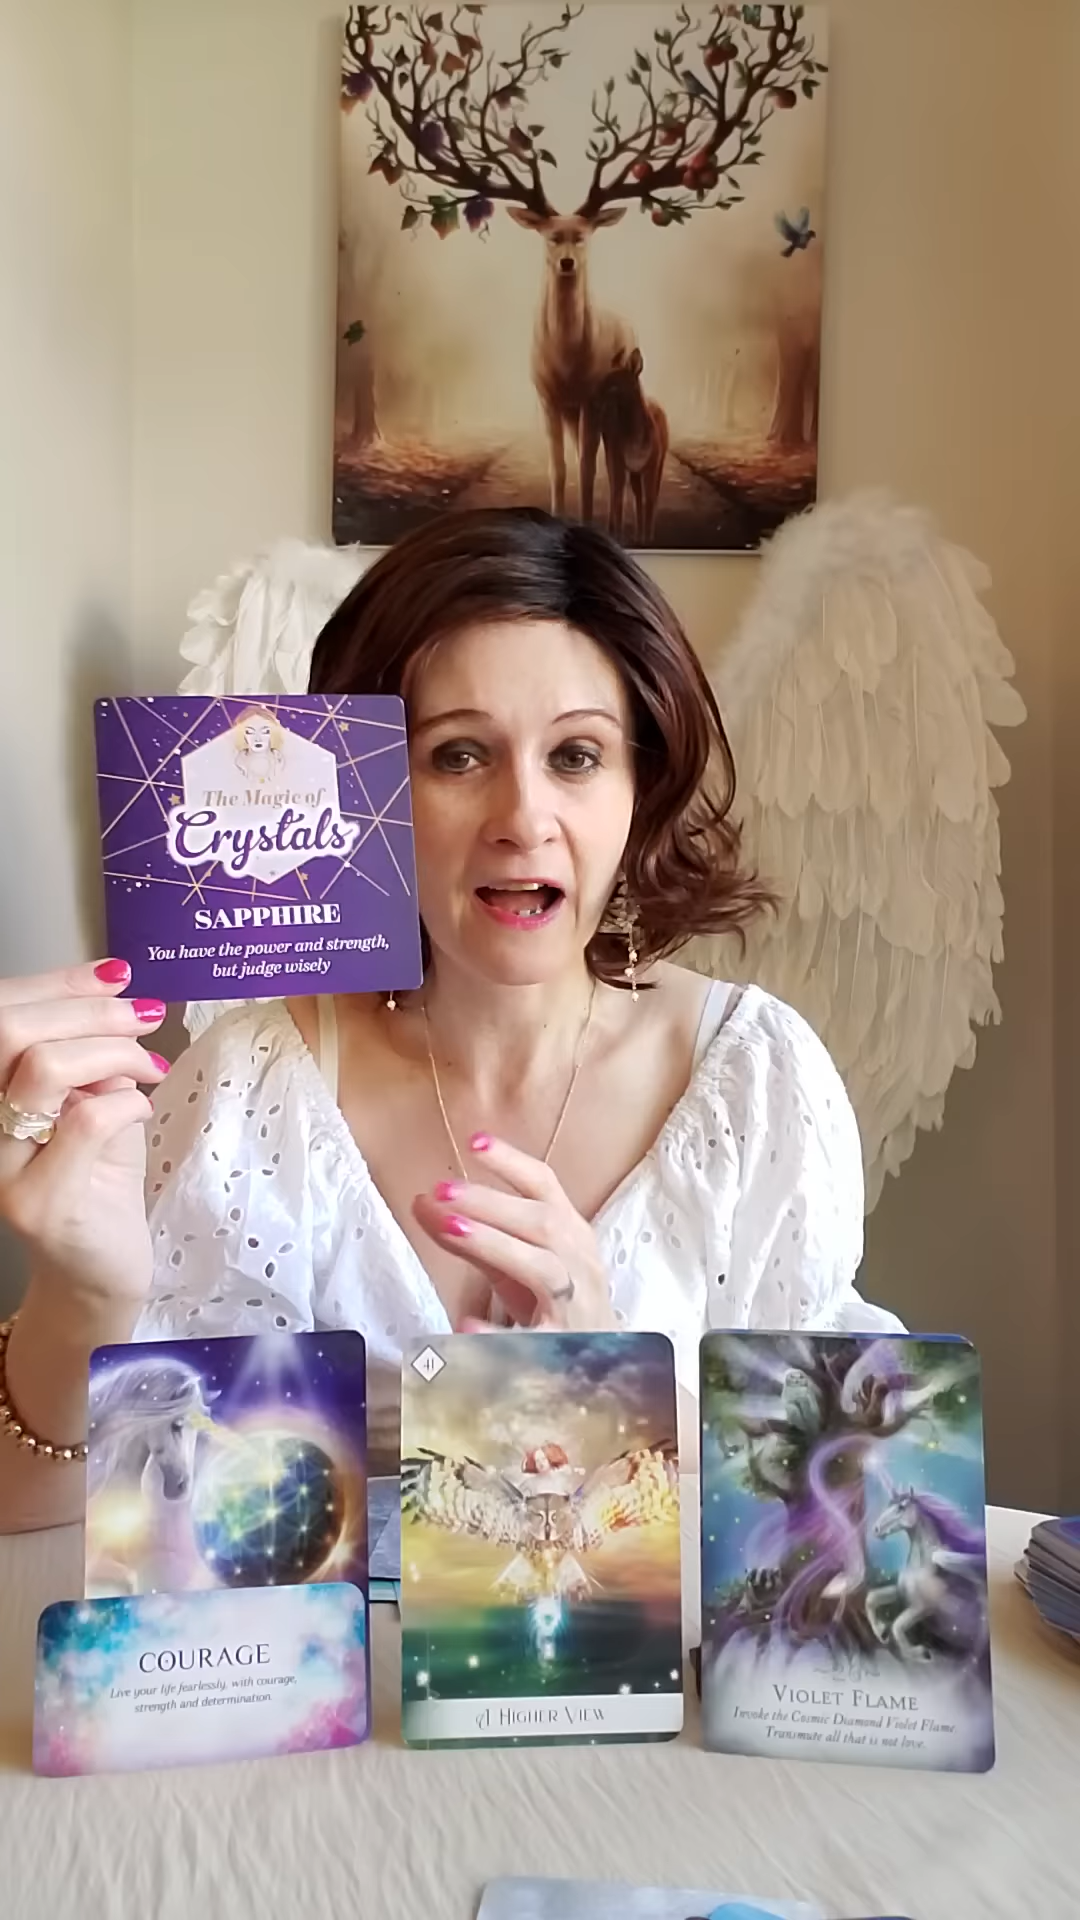 The Magic of
Crystals
SAPPHIRE
You have the power and strength,
but judge wisely
COURAGE
Live your life fearlessly, with courage,
strength and determination.
41
A HIGHER VIEW
VIOLET FLAME
Invoke the Cosmic Diamond Violet Flame.
Transmute all that is not love.